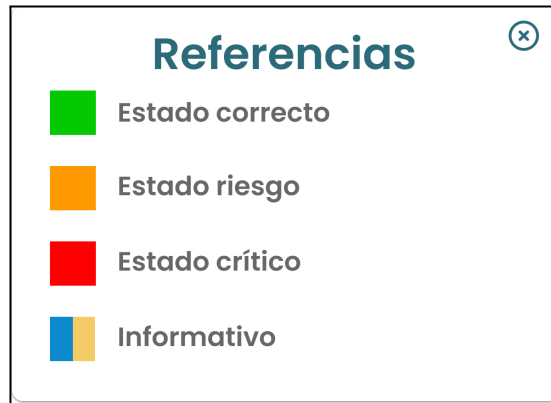 Referencias
Estado correcto
Estado riesgo
Estado crítico
Informativo